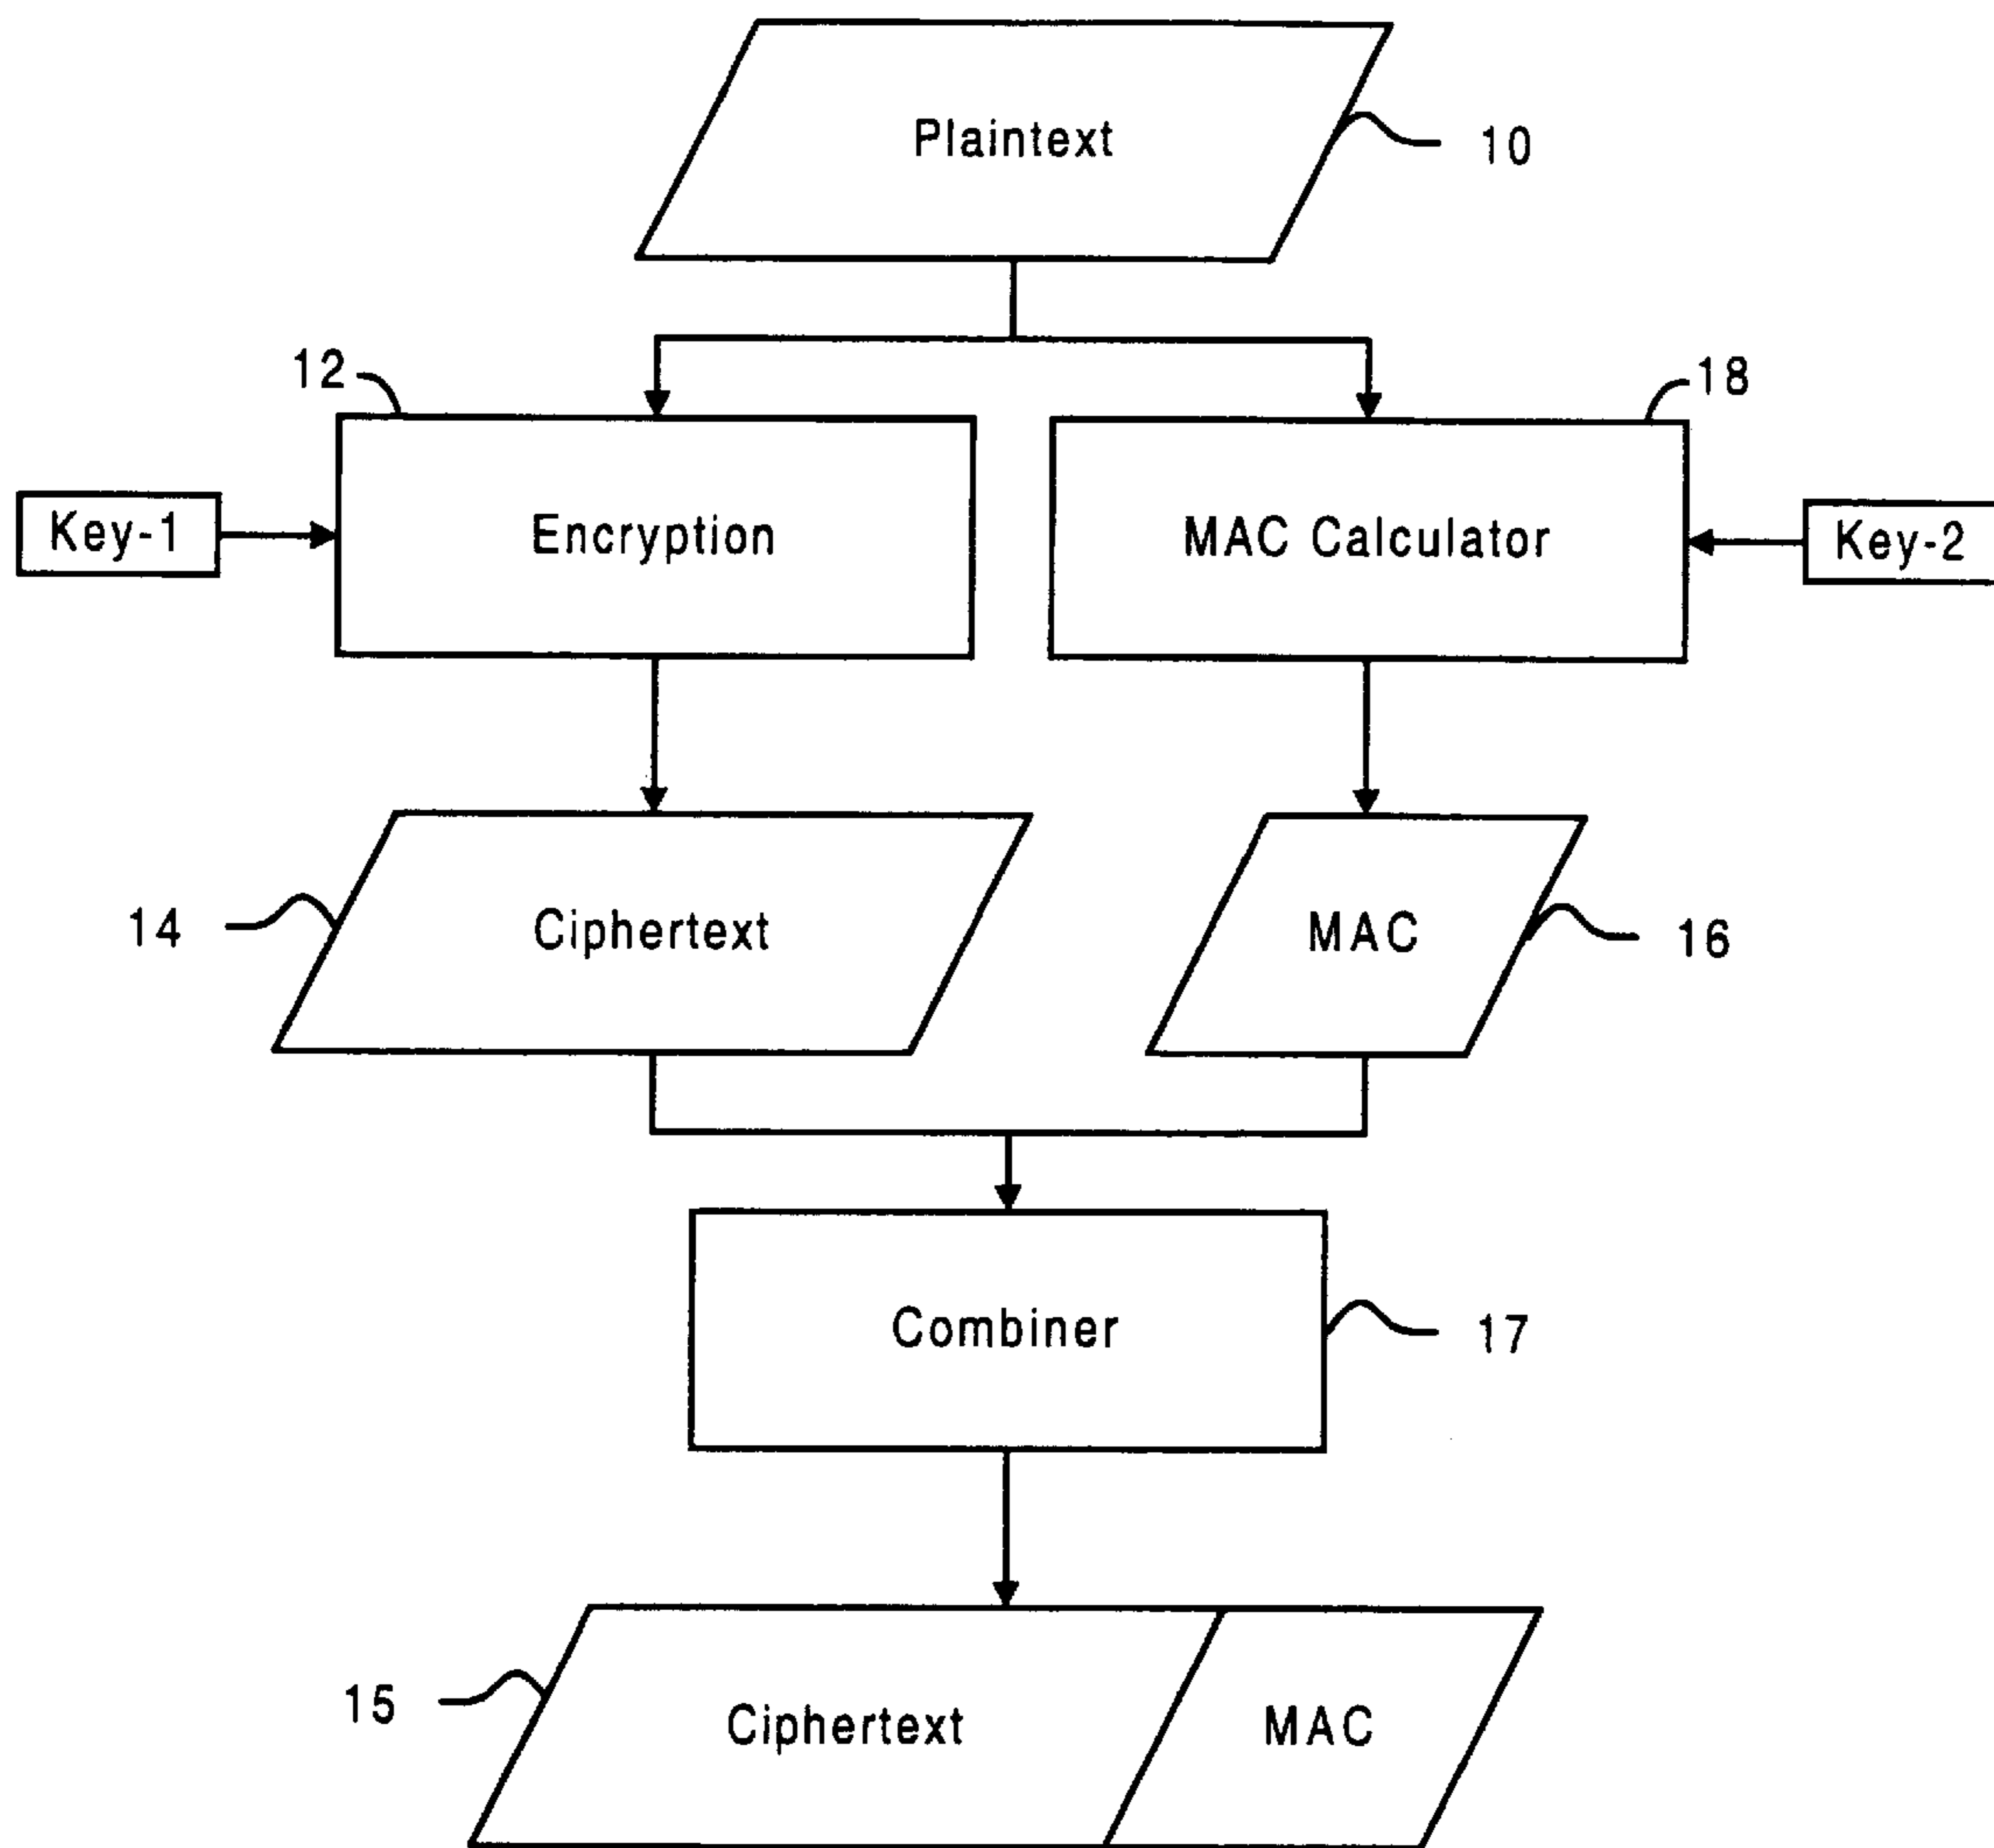 Plaintext
10
12
18
Key-1
Encryption
MAC Calculator
Key-2
14
Ciphertext
MAC
16
Combiner
17
15
Ciphertext
MAC